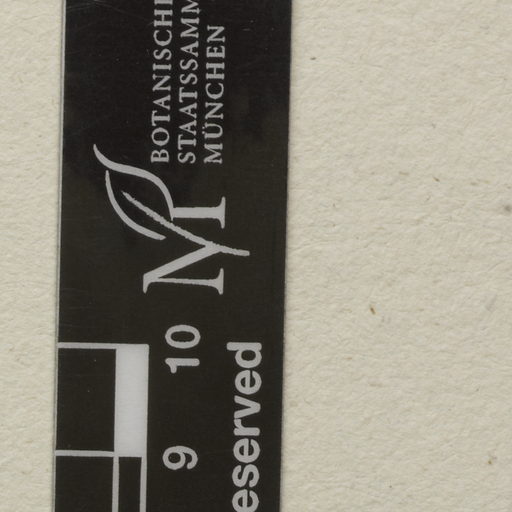 BOTANISCHE
STAATSSAMM
MÜNCHEN
M
9 10
eserved